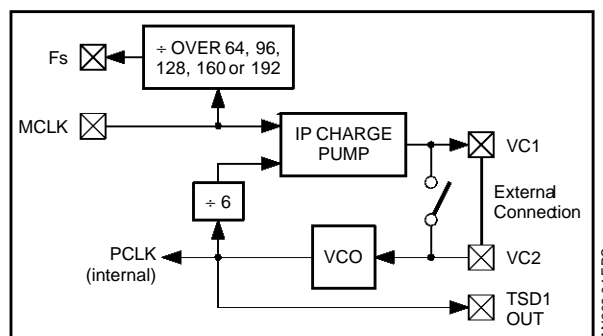 Fs
÷ OVER 64, 96,
128, 160 or 192
MCLK
IP CHARGE
PUMP
VC1
÷ 6
External
Connection
PCLK
(internal)
VCO
VC2
TSD1
OUT